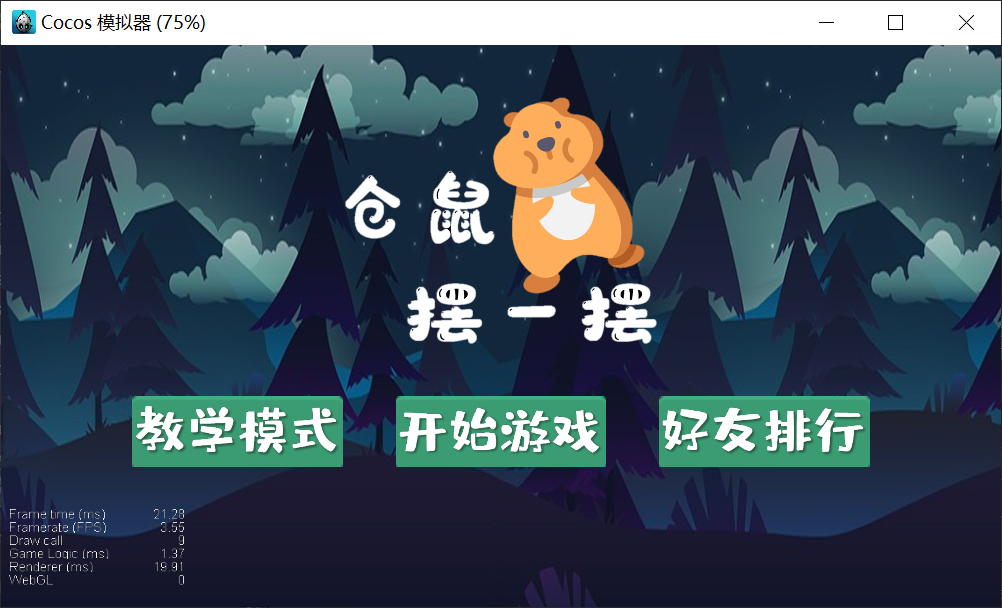 Cocos 模拟器 (75%)
仓鼠
摆一摆
教学模式 开始游戏 好友排行
Frame time (ms) 21.28
Framerate (FPS) 3.55
Draw call 9
Game Logic (ms) 1.37
Renderer (ms) 19.91
WebGL 0